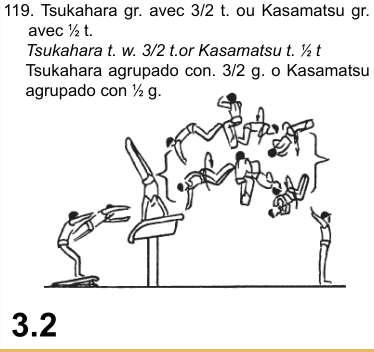 119. Tsukahara gr. avec 3/2 t. ou Kasamatsu gr.
avec ½ t.
Tsukahara t. w. 3/2 t.or Kasamatsu t. ½ t
Tsukahara agrupado con. 3/2 g. o Kasamatsu
agrupado con ½ g.
3.2